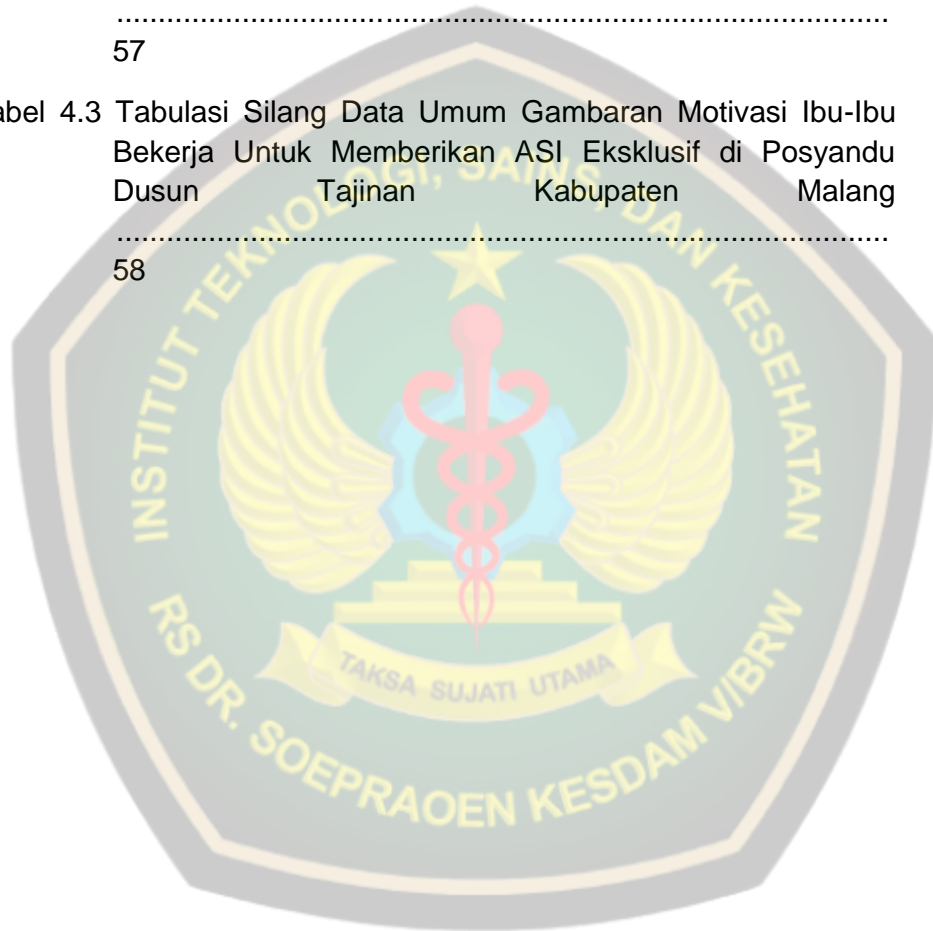 ........................................................................................
57
abel 4.3 Tabulasi Silang Data Umum Gambaran Motivasi Ibu-Ibu
Bekerja Untuk Memberikan ASI Eksklusif di Posyandu
Dusun Tajinan Kabupaten Malang
........................................................................................
58
INSTITUT TEKNOLOGI, SAINS, DAN KESEHATAN
TAKSA SUJATI UTAMA
RS DR. SOEPRAOEN KESDAM V/BRW